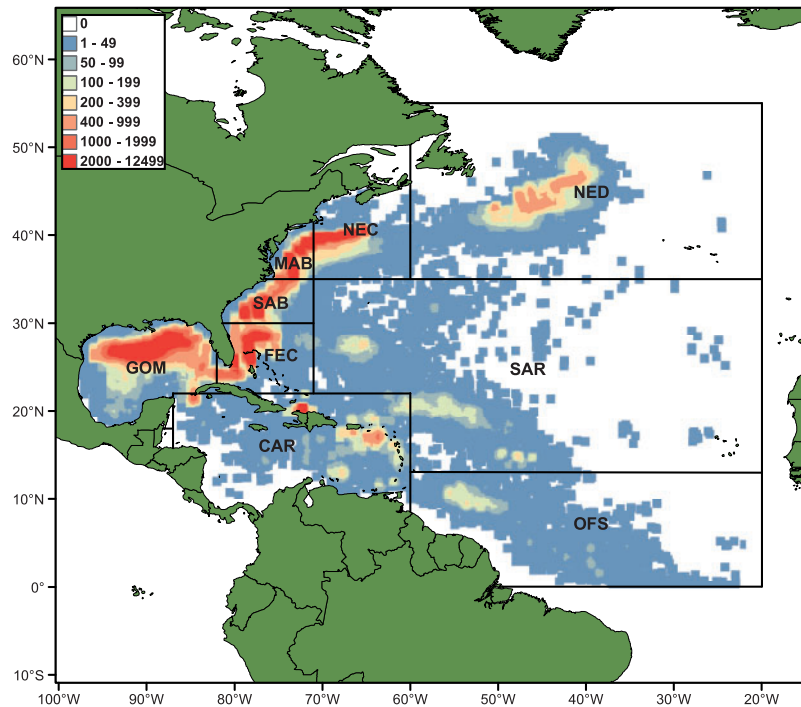 0
1 - 49
50 - 99
100 - 199
200 - 399
400 - 999
1000 - 1999
2000 - 12499
60°N
50°N
40°N
30°N
20°N
10°N
0°
10°S
NED
NEC
MAB
SAB
FEC
GOM
SAR
CAR
OFS
100°W 90°W 80°W 70°W 60°W 50°W 40°W 30°W 20°W